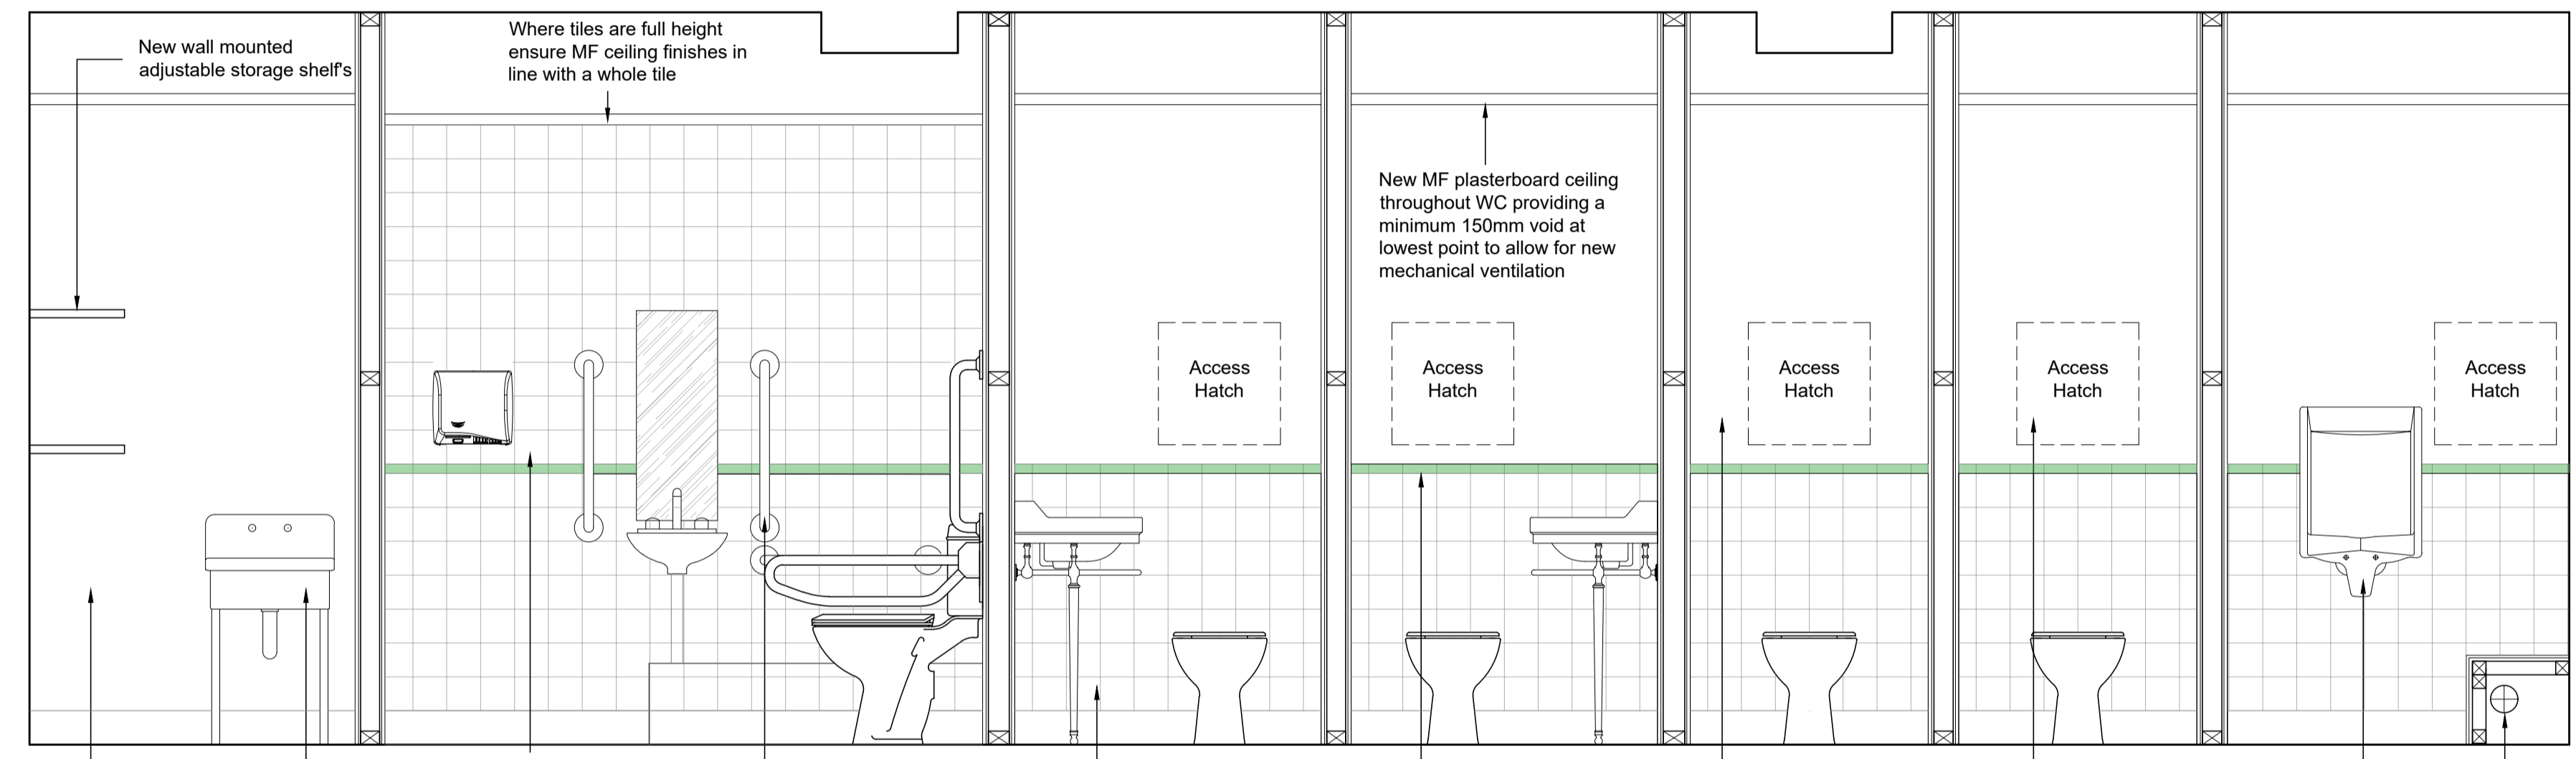 New wall mounted
adjustable storage shelf's
Where tiles are full height
ensure MF ceiling finishes in
line with a whole tile
New MF plasterboard ceiling
throughout WC providing a
minimum 150mm void at
lowest point to allow for new
mechanical ventilation
Access
Hatch
Access
Hatch
Access
Hatch
Access
Hatch
Access
Hatch